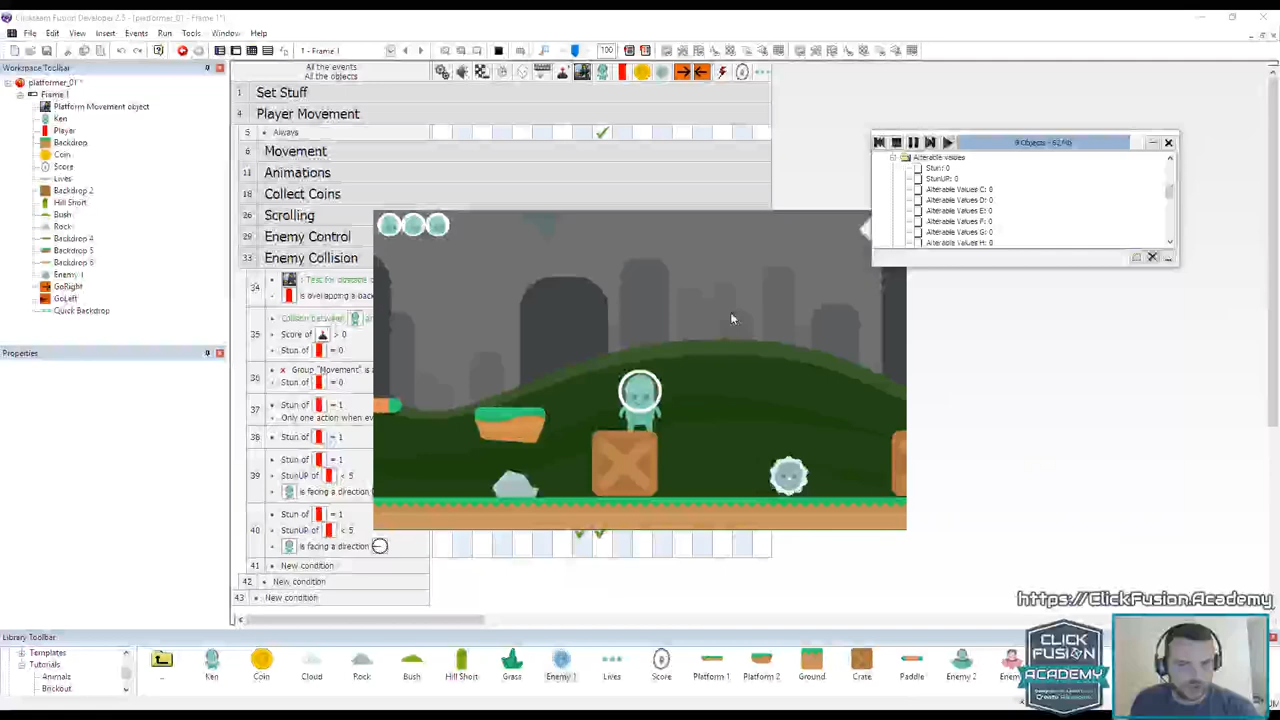 Clickteam Fusion Developer 2.5 - [platformer_01 - Frame 1*]
File Edit View Insert Events Run Tools Window Help
1 - Frame 1
100
Workspace Toolbar
platformer_01 *
Frame 1
Platform Movement object
Ken
Player
Backdrop
Coin
Score
Lives
Backdrop 2
Hill Short
Bush
Rock
Backdrop 4
Backdrop 5
Backdrop 6
Enemy 1
GoRight
GoLeft
Quick Backdrop
Properties
All the events
All the objects
1 Set Stuff
4 Player Movement
5 • Always
6 Movement
11 Animations
18 Collect Coins
26 Scrolling
29 Enemy Control
33 Enemy Collision
34
is overlapping a bac
35 Collision between
Score of > 0
Stun of = 0
36 Group "Movement" is a
Stun of = 0
37 Stun of = 1
Only one action when ev
38 Stun of = 1
39 Stun of = 1
StunUP of < 5
is facing a direction
40 Stun of = 1
StunUP of < 5
is facing a direction
41 • New condition
42 • New condition
43 • New condition
Alterable values
Stun: 0
StunUP: 0
Alterable Values C: 0
Alterable Values D: 0
Alterable Values E: 0
Alterable Values F: 0
Alterable Values G: 0
Alterable Values H: 0
https://ClickFusion.Academy
CLICK
FUSION
ACADEMY
Library Toolbar
Templates
Tutorials
Animals
Brickout
..
Ken
Coin
Cloud
Rock
Bush
Hill Short
Grass
Enemy 1
Lives
Score
Platform 1
Platform 2
Ground
Crate
Paddle
Enemy 2